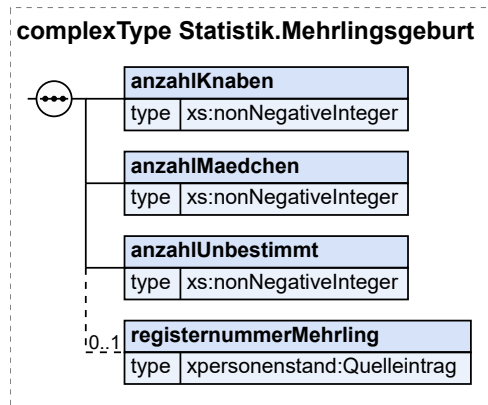 complexType Statistik.Mehrlingsgeburt
anzahlKnaben
type xs:nonNegativeInteger
anzahlMaedchen
type xs:nonNegativeInteger
anzahlUnbestimmt
type xs:nonNegativeInteger
0..1
registernummerMehrling
type xpersonenstand:Quelleintrag